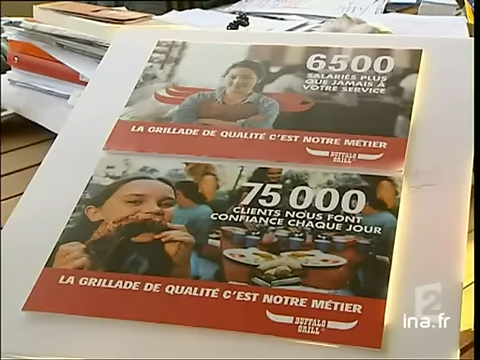 ina
6500
SALARIÉS PLUS
QUE JAMAIS À
VOTRE SERVICE
LA GRILLADE DE QUALITÉ C'EST NOTRE MÉTIER
BUFFALO
GRILL
75 000
CLIENTS NOUS FONT
CONFIANCE CHAQUE JOUR
LA GRILLADE DE QUALITÉ C'EST NOTRE MÉTIER
BUFFALO
GRILL
2
ina.fr